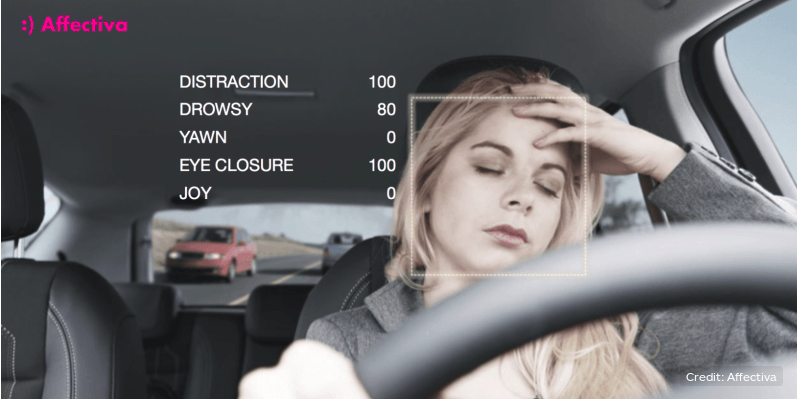 :) Affectiva
DISTRACTION 100
DROWSY 80
YAWN 0
EYE CLOSURE 100
JOY 0
Credit: Affectiva